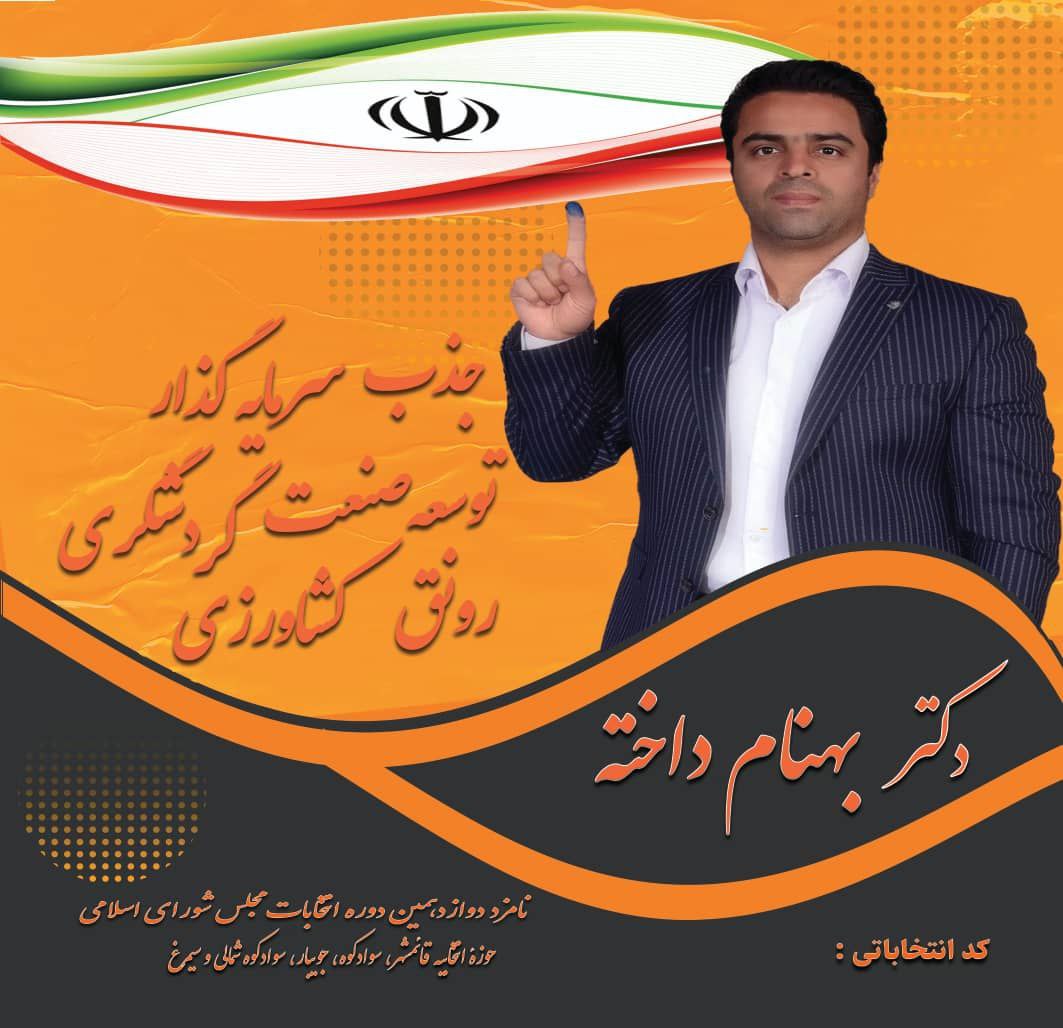 جذب سرمایه گذار
توسعه صنعت گردشگری
رونق کشاورزی
دکتر بهنام داخته
نامزد دوازدهمین دوره انتخابات مجلس شورای اسلامی
حوزهٔ انتخابیه قائمشهر، سوادکوه، جویبار، سوادکوه شمالی و سیمرغ
کد انتخاباتی :